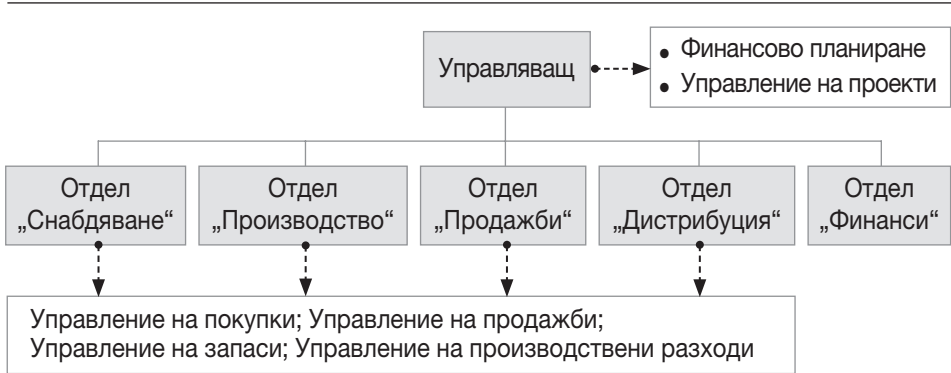 Управляващ
• Финансово планиране
• Управление на проекти
Отдел
„Снабдяване“
Отдел
„Производство“
Отдел
„Продажби“
Отдел
„Дистрибуция“
Отдел
„Финанси“
Управление на покупки; Управление на продажби;
Управление на запаси; Управление на производствени разходи